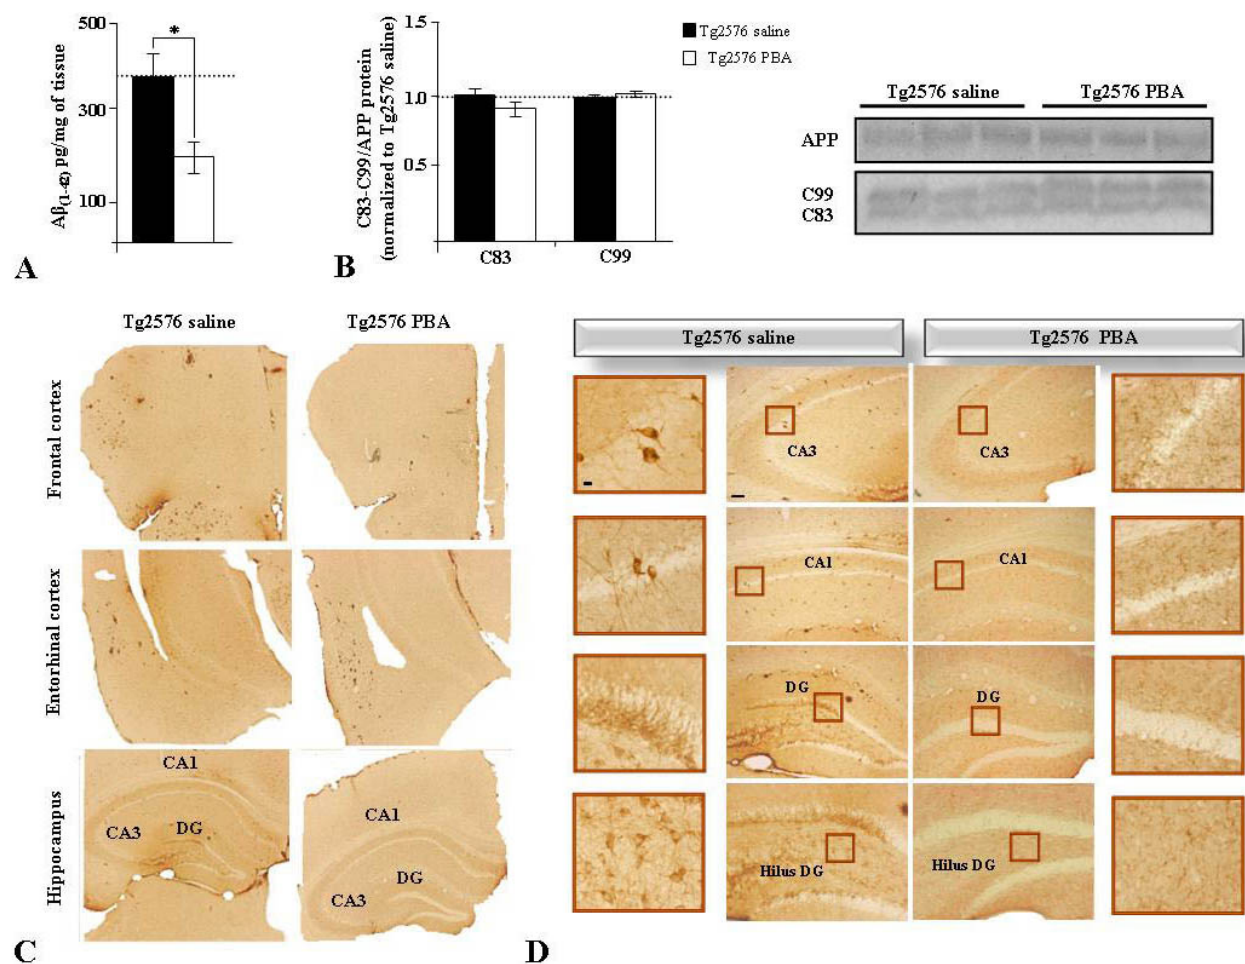 500
300
100
Aβ(1-42) pg/mg of tissue
*
A
1.5
1.0
0.5
C83-C99/APP protein
(normalized to Tg2576 saline)
C83
C99
B
Tg2576 saline
Tg2576 PBA
Tg2576 saline
Tg2576 PBA
APP
C99
C83
Tg2576 saline
Tg2576 PBA
Frontal cortex
Entorhinal cortex
Hippocampus
CA1
CA3
DG
CA1
CA3
DG
C
Tg2576 saline
Tg2576 PBA
CA3
CA3
CA1
CA1
DG
DG
Hilus DG
Hilus DG
D